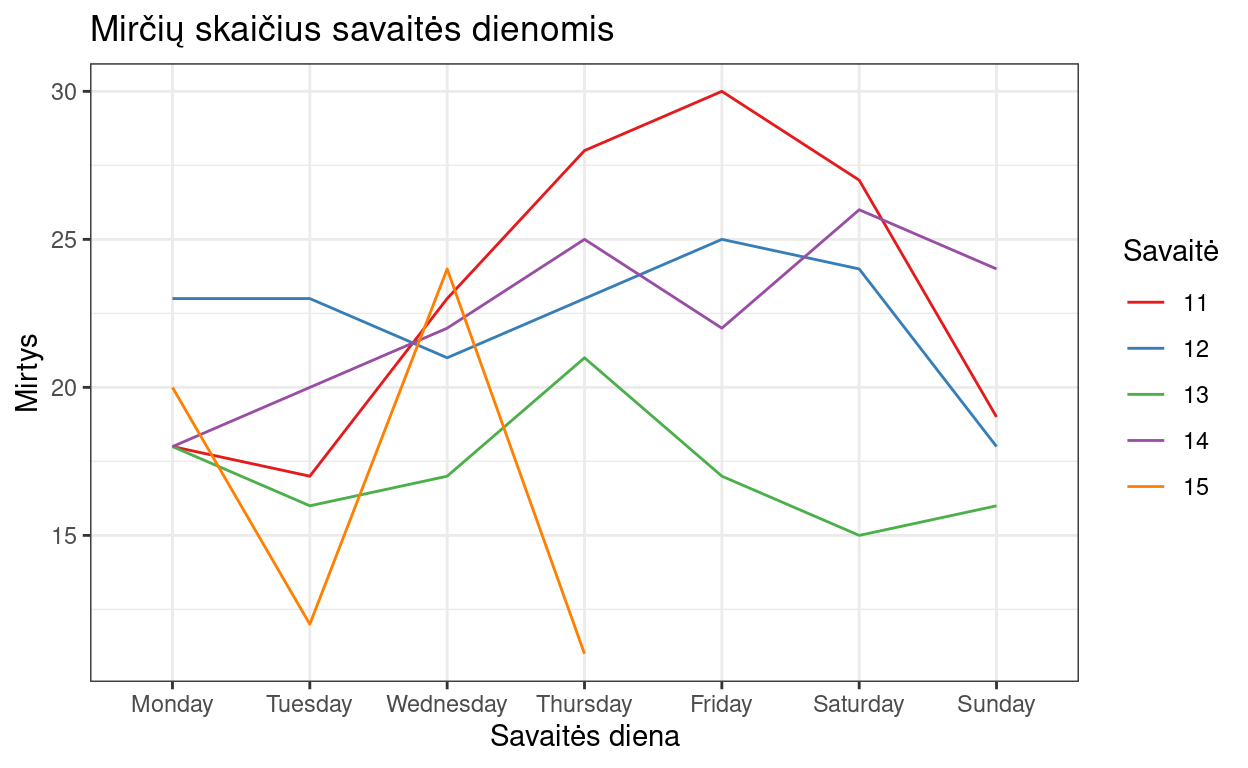 Mirčių skaičius savaitės dienomis
30
25
20
15
Mirtys
Monday Tuesday Wednesday Thursday Friday Saturday Sunday
Savaitės diena
Savaitė
11
12
13
14
15